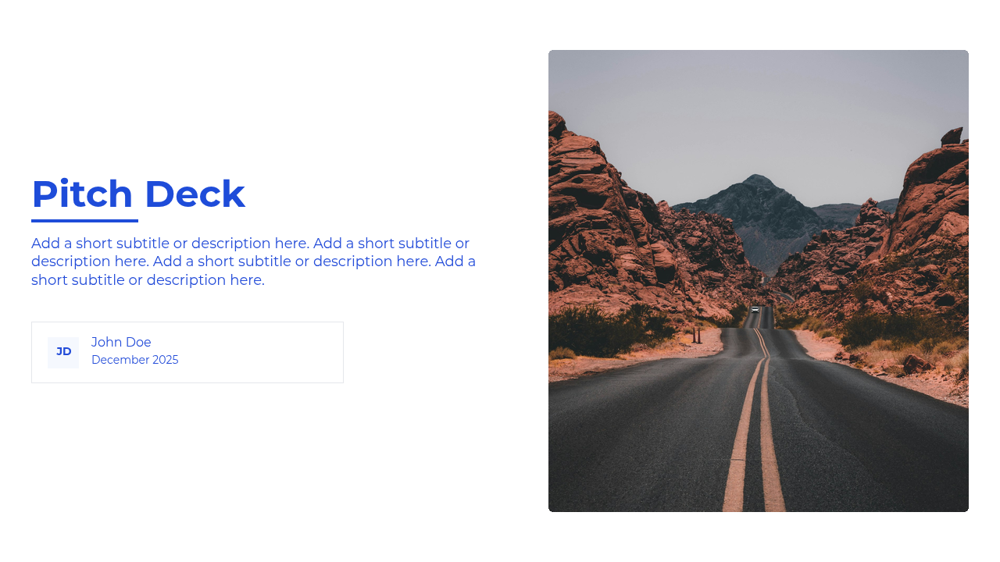 Pitch Deck
Add a short subtitle or description here. Add a short subtitle or
description here. Add a short subtitle or description here. Add a
short subtitle or description here.
JD
John Doe
December 2025